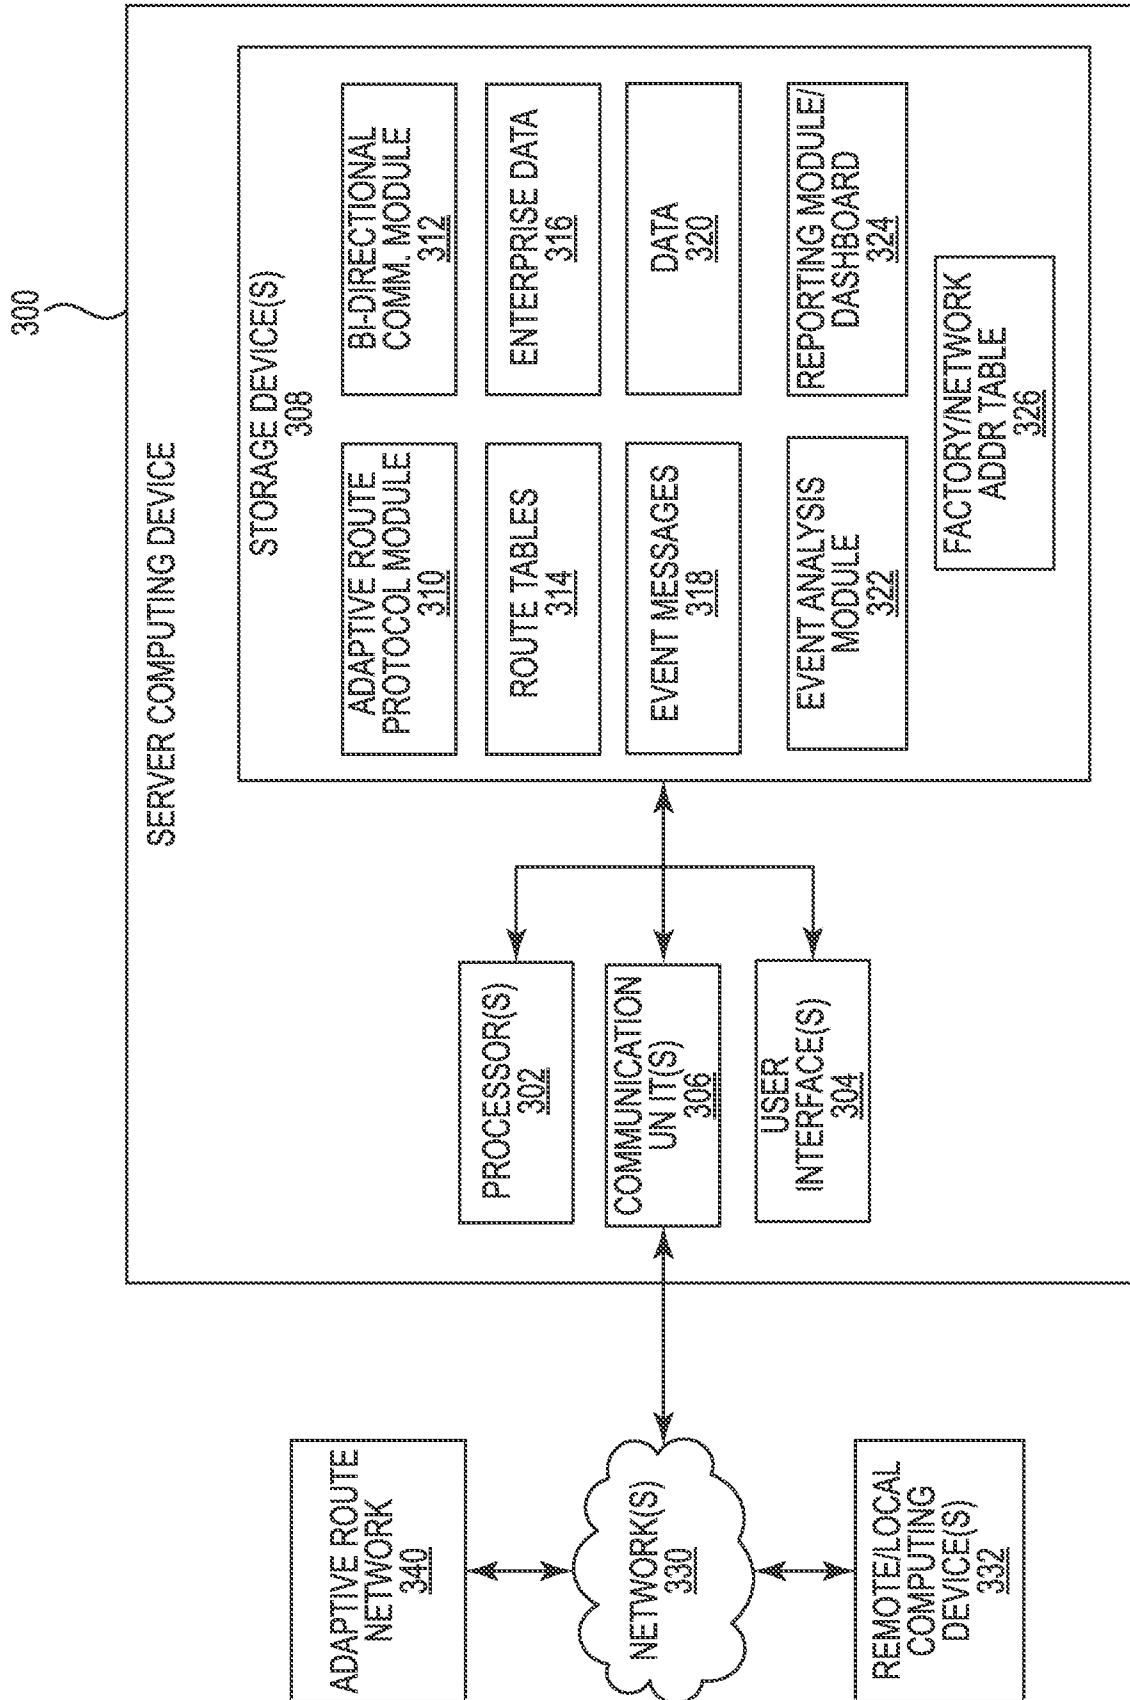 300
SERVER COMPUTING DEVICE
STORAGE DEVICE(S)
308
ADAPTIVE ROUTE
PROTOCOL MODULE
310
BI-DIRECTIONAL
COMM. MODULE
312
ROUTE TABLES
314
ENTERPRISE DATA
316
EVENT MESSAGES
318
DATA
320
EVENT ANALYSIS
MODULE
322
REPORTING MODULE/
DASHBOARD
324
FACTORY/NETWORK
ADDR TABLE
326
PROCESSOR(S)
302
COMMUNICATION
UN IT(S)
306
USER
INTERFACE(S)
304
ADAPTIVE ROUTE
NETWORK
340
NETWORK(S)
330
REMOTE/LOCAL
COMPUTING
DEVICE(S)
332